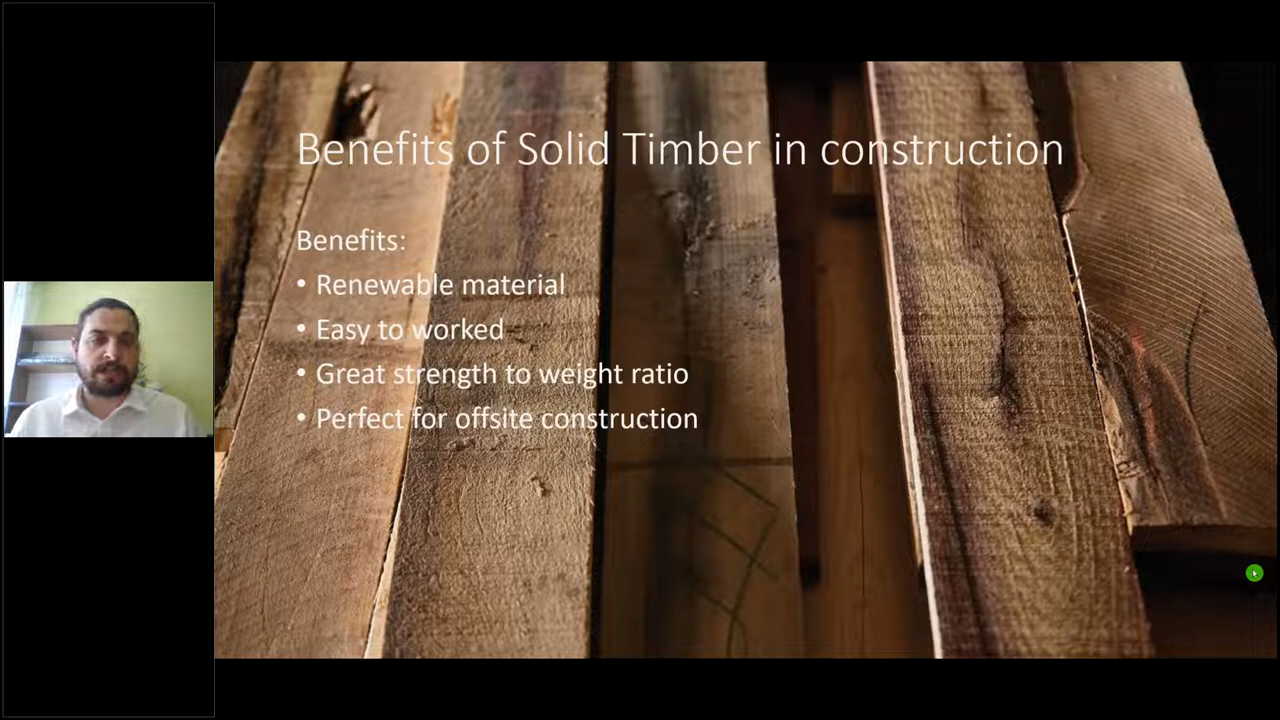 Benefits of Solid Timber in construction
Benefits:
• Renewable material
• Easy to worked
• Great strength to weight ratio
• Perfect for offsite construction